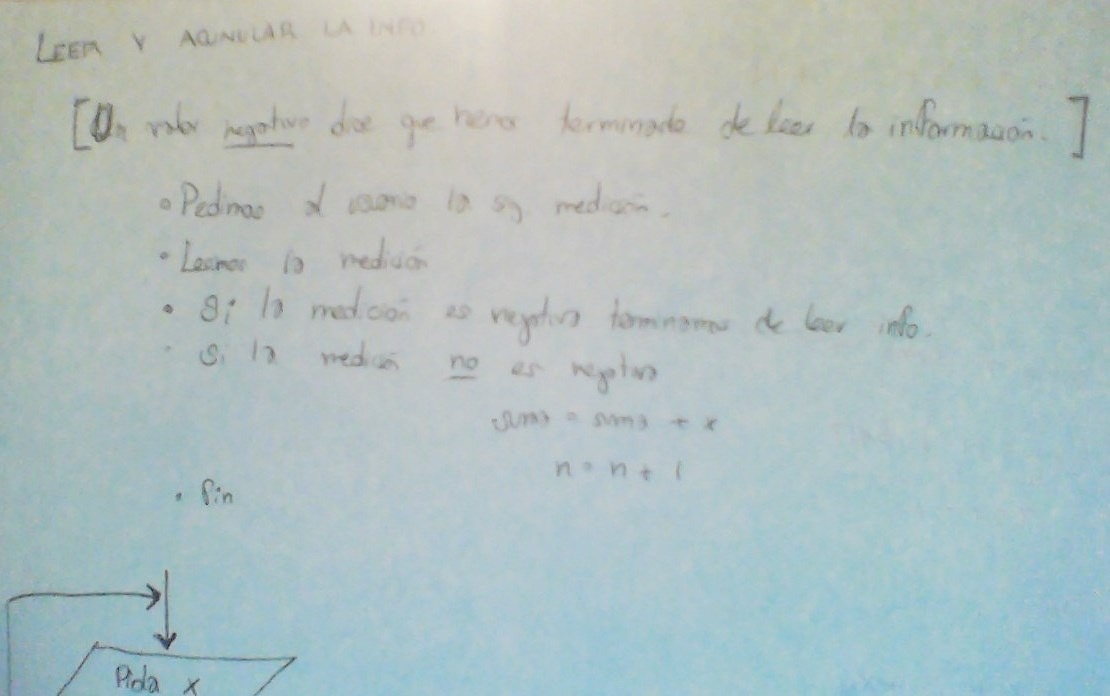 LEER Y ACUMULAR LA INFO
[Un valor negativo dice que hemos terminado de leer la información.]
• Pedimos al usuario la sig medición.
• Leemos la medición
• Si la medición es negativa terminamos de leer info.
• Si la medición no es negativa
suma = suma + x
n = n + 1
• fin
Pida x